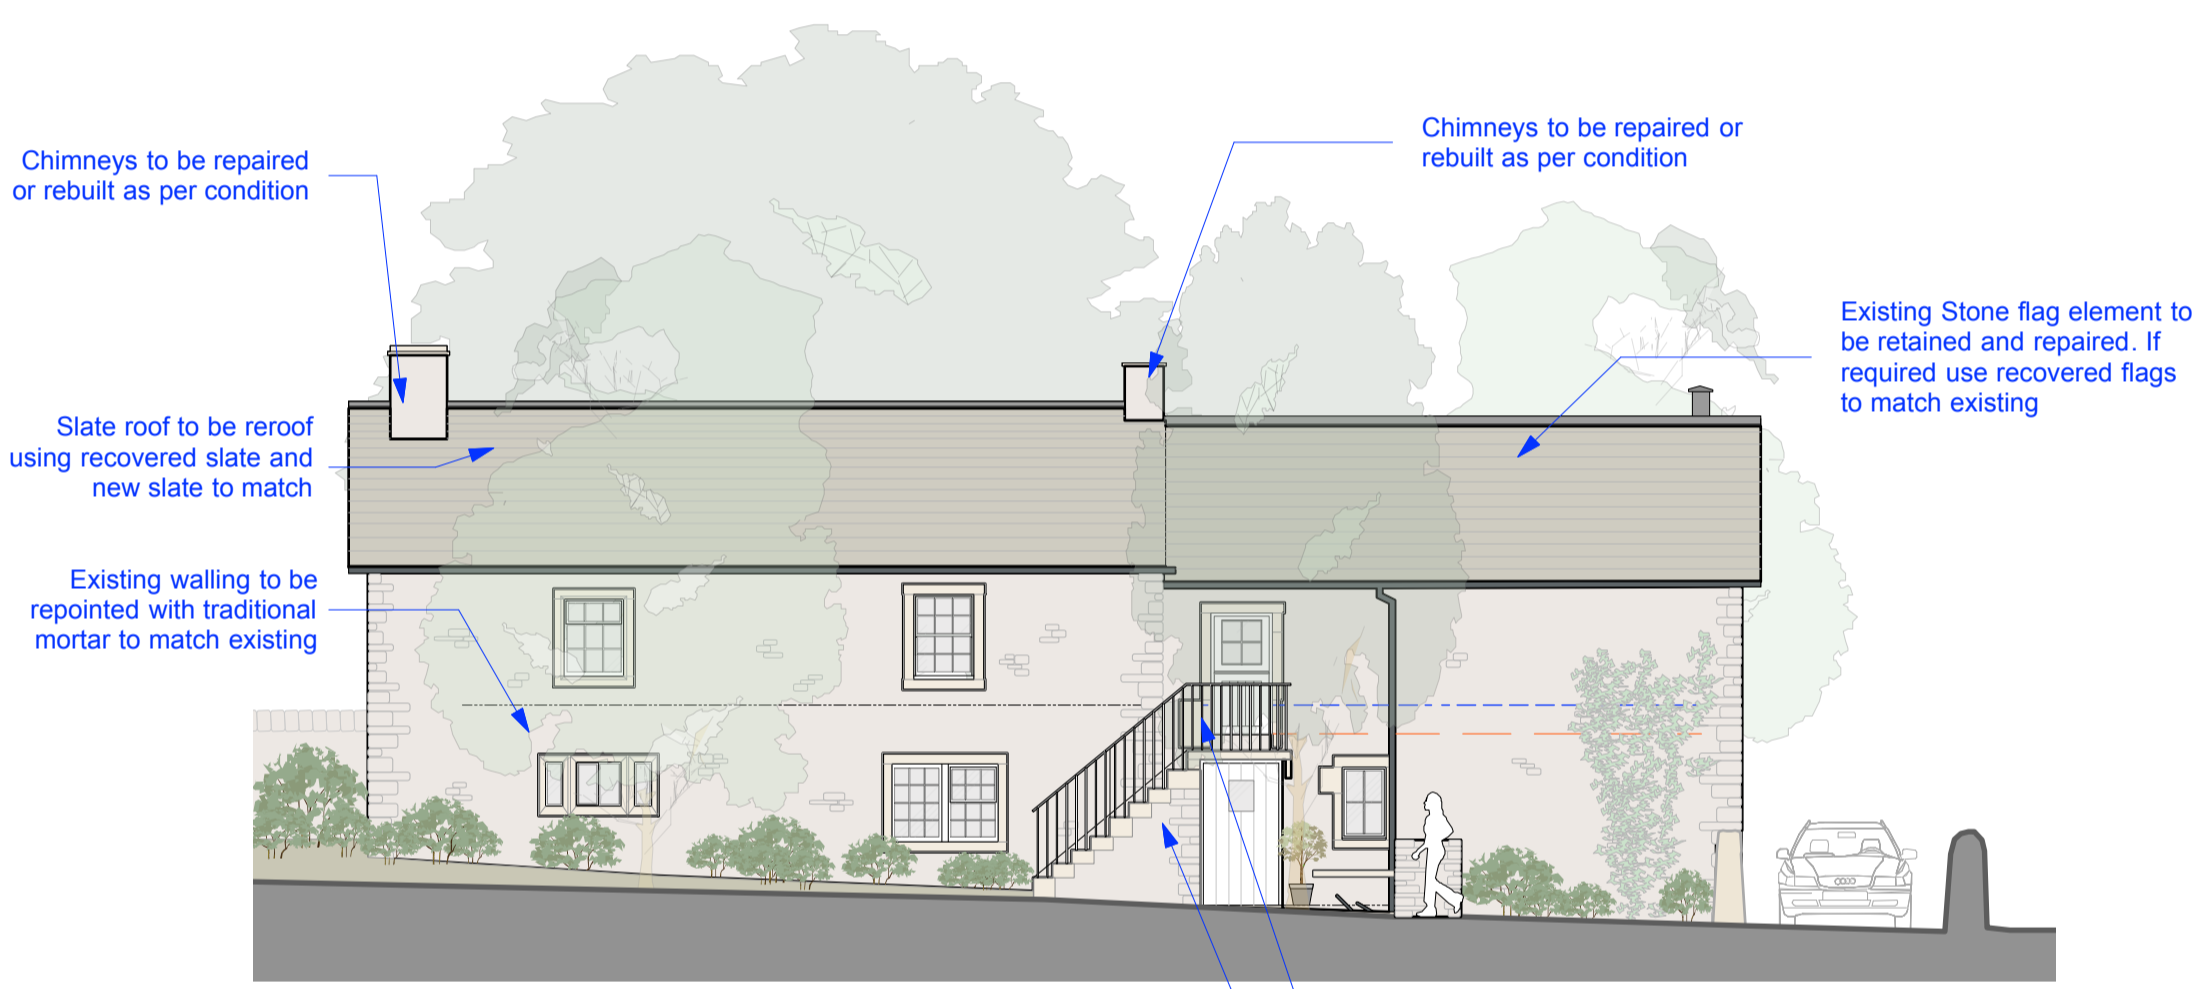 Chimneys to be repaired
or rebuilt as per condition
Chimneys to be repaired or
rebuilt as per condition
Existing Stone flag element to
be retained and repaired. If
required use recovered flags
to match existing
Slate roof to be reroof
using recovered slate and
new slate to match
Existing walling to be
repointed with traditional
mortar to match existing